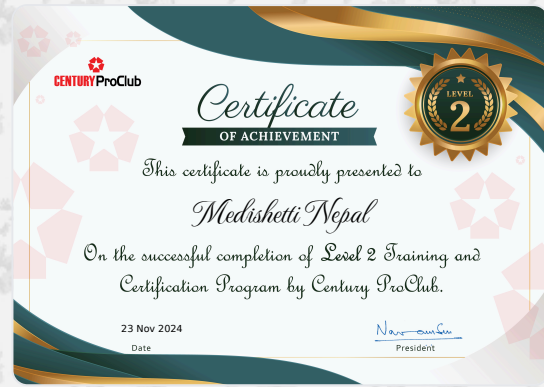 CENTURY ProClub
LEVEL
2
Certificate
OF ACHIEVEMENT
This certificate is proudly presented to
Medishetti Nepal
On the successful completion of Level 2 Training and
Certification Program by Century ProClub.
23 Nov 2024
Date
President